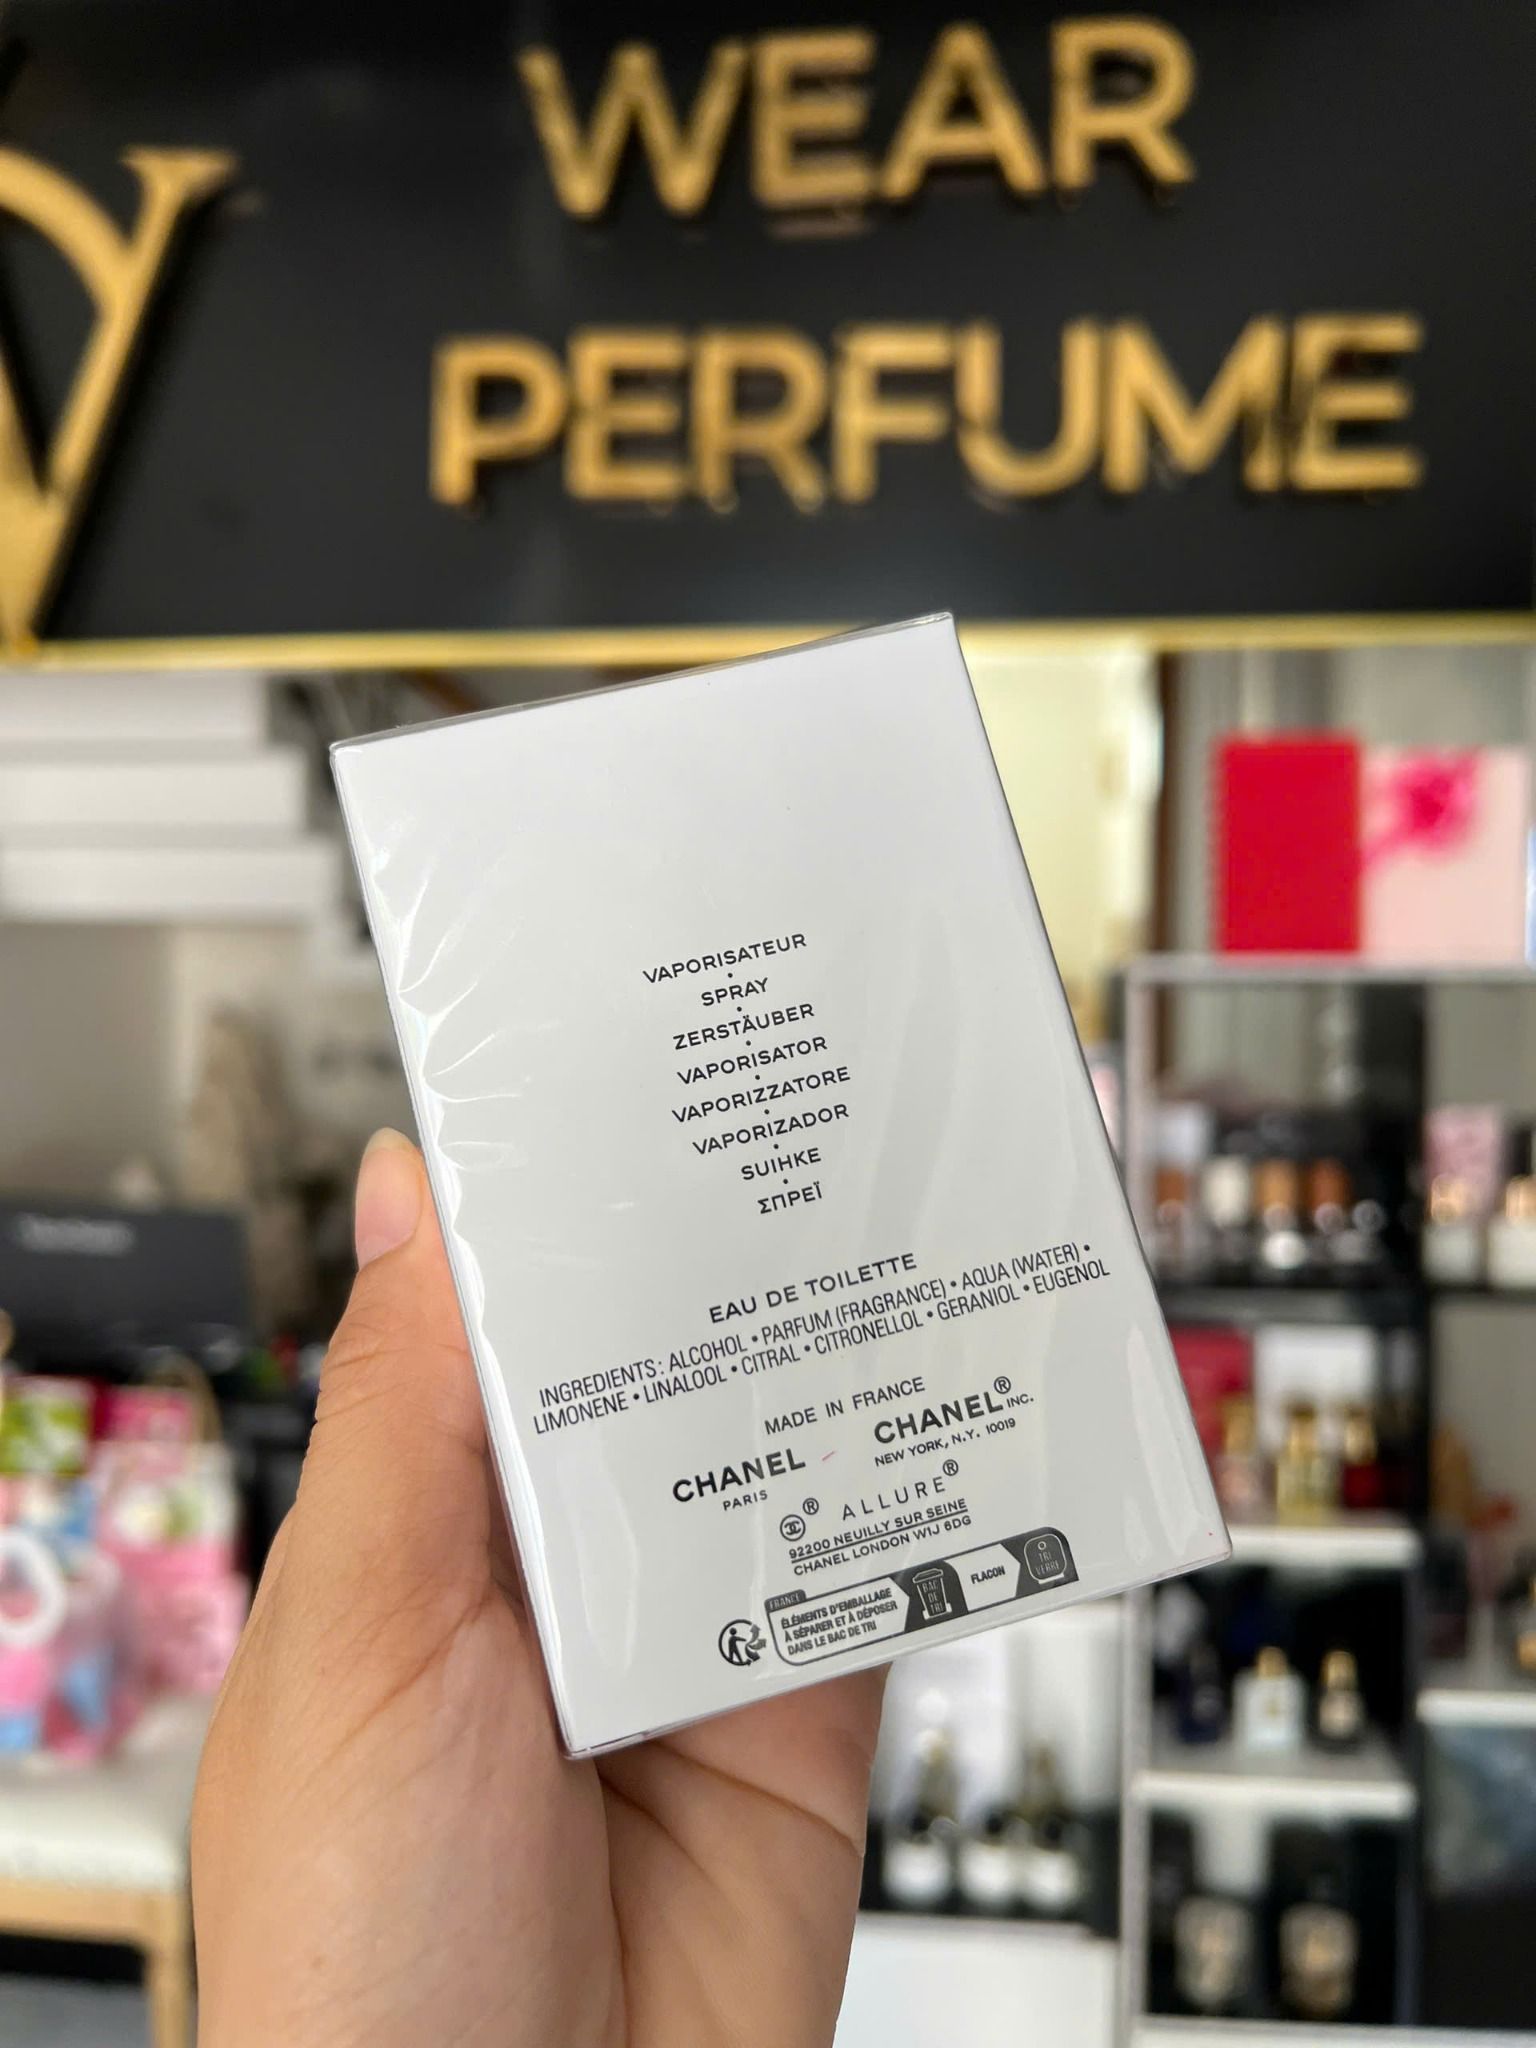 WEAR
PERFUME
VAPORISATEUR
•
SPRAY
•
ZERSTÄUBER
•
VAPORISATOR
•
VAPORIZZATORE
•
VAPORIZADOR
•
SUIHKE
•
ΣΠΡΕΪ
EAU DE TOILETTE
INGREDIENTS: ALCOHOL • PARFUM (FRAGRANCE) • AQUA (WATER) •
LIMONENE • LINALOOL • CITRAL • CITRONELLOL • GERANIOL • EUGENOL
MADE IN FRANCE
CHANEL
PARIS
CHANEL® INC.
NEW YORK, N.Y. 10019
® ALLURE®
92200 NEUILLY SUR SEINE
CHANEL LONDON W1J 6DG
FRANCE
ÉLÉMENTS D'EMBALLAGE
À SÉPARER ET À DÉPOSER
DANS LE BAC DE TRI
BAC
DE
TRI
FLACON
TRI
VERRE